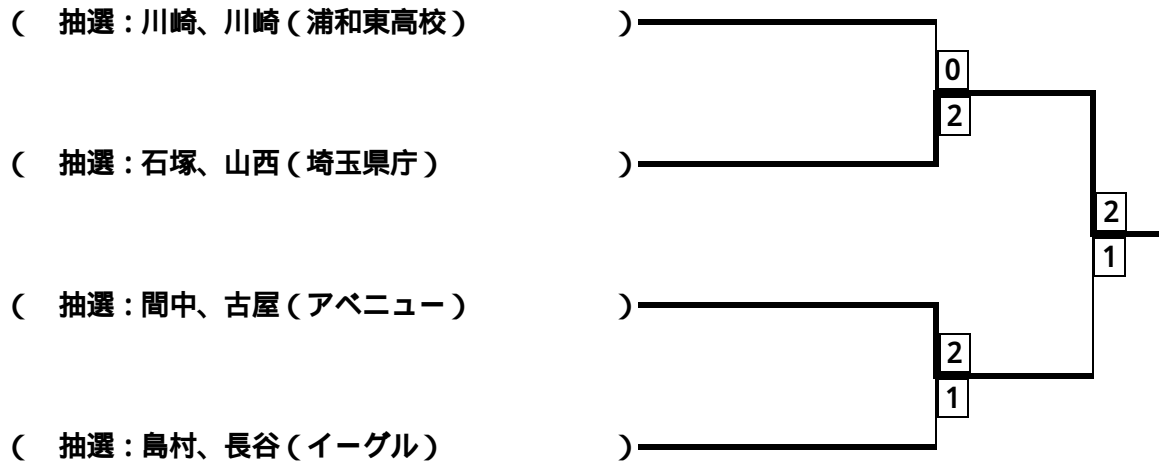 ( 抽選：川崎、川崎(浦和東高校) )
0
2
( 抽選：石塚、山西(埼玉県庁) )
2
1
( 抽選：間中、古屋(アベニュー) )
2
1
( 抽選：島村、長谷(イーグル) )